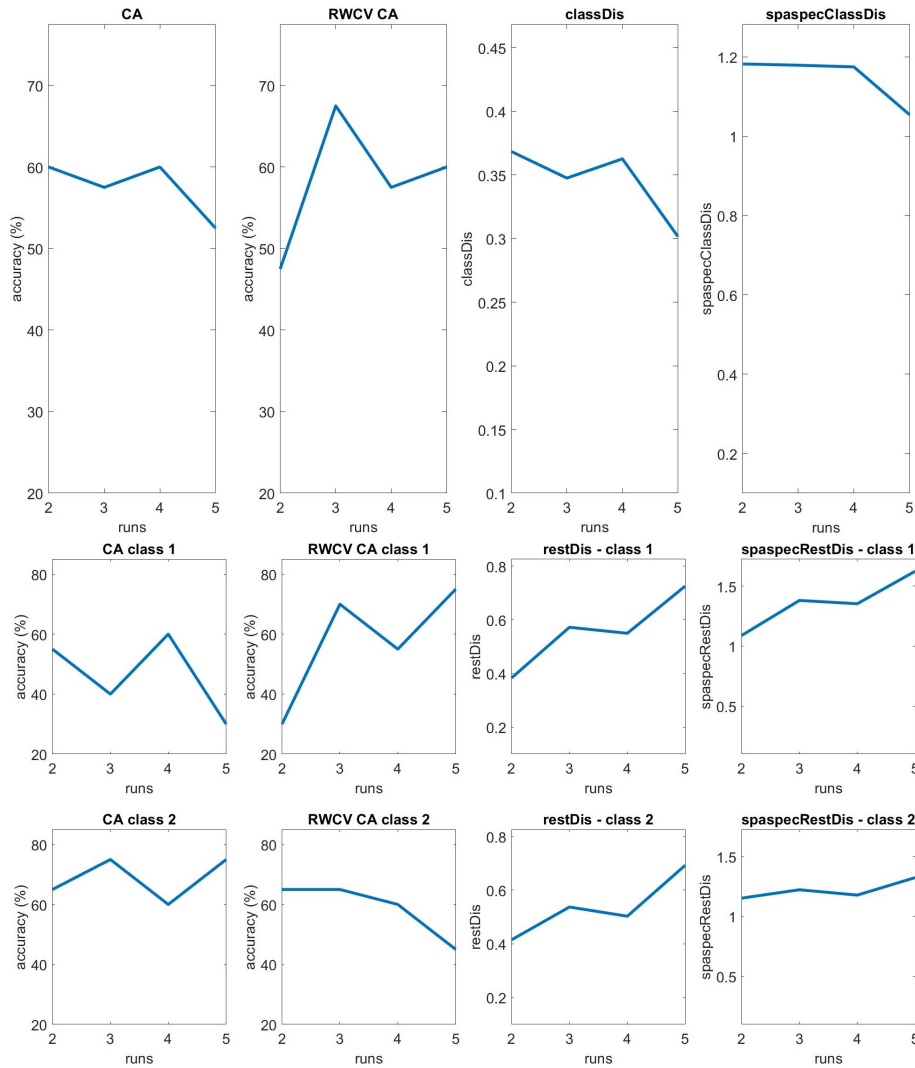 CA
RWCV CA
classDis
spaspecClassDis
accuracy (%)
70
60
50
40
30
20
2 3 4 5
runs
accuracy (%)
70
60
50
40
30
20
2 3 4 5
runs
classDis
0.45
0.4
0.35
0.3
0.25
0.2
0.15
0.1
2 3 4 5
runs
spaspecClassDis
1.2
1
0.8
0.6
0.4
0.2
2 3 4 5
runs
CA class 1
RWCV CA class 1
restDis - class 1
spaspecRestDis - class 1
accuracy (%)
80
60
40
20
2 3 4 5
runs
accuracy (%)
80
60
40
20
2 3 4 5
runs
restDis
0.8
0.6
0.4
0.2
2 3 4 5
runs
spaspecRestDis
1.5
1
0.5
2 3 4 5
runs
CA class 2
RWCV CA class 2
restDis - class 2
spaspecRestDis - class 2
accuracy (%)
80
60
40
20
2 3 4 5
runs
accuracy (%)
80
60
40
20
2 3 4 5
runs
restDis
0.8
0.6
0.4
0.2
2 3 4 5
runs
spaspecRestDis
1.5
1
0.5
2 3 4 5
runs